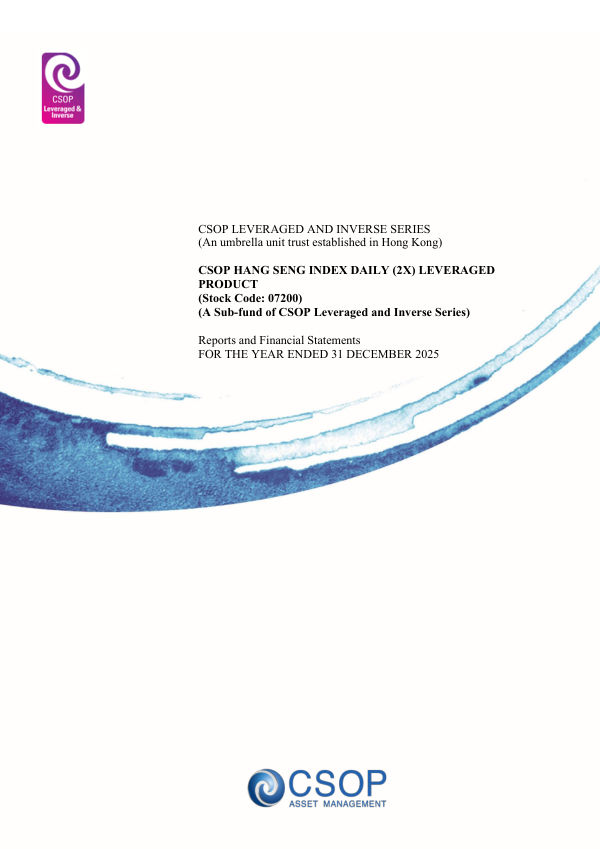 CSOP
Leveraged &
Inverse
CSOP LEVERAGED AND INVERSE SERIES
(An umbrella unit trust established in Hong Kong)
CSOP HANG SENG INDEX DAILY (2X) LEVERAGED
PRODUCT
(Stock Code: 07200)
(A Sub-fund of CSOP Leveraged and Inverse Series)
Reports and Financial Statements
FOR THE YEAR ENDED 31 DECEMBER 2025
CSOP
ASSET MANAGEMENT